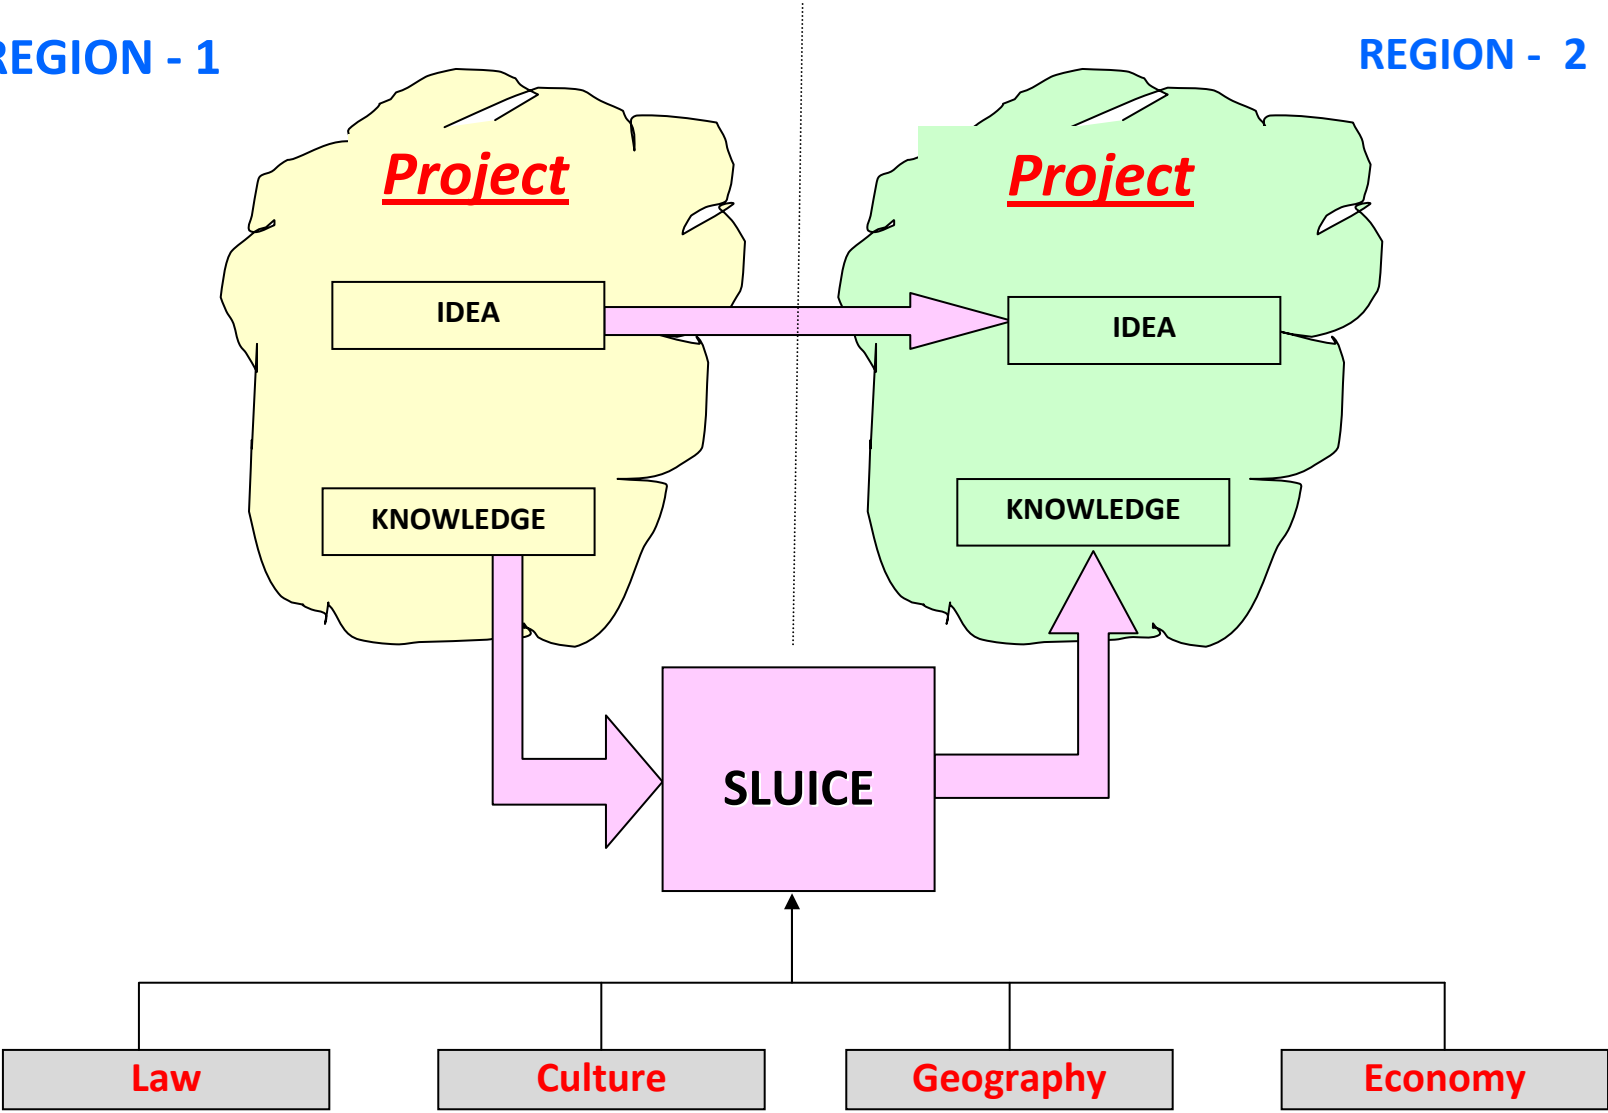 REGION - 1
REGION -  2
Project
Project
IDEA
IDEA
KNOWLEDGE
KNOWLEDGE
SLUICE
Law
Culture
Geography
Economy